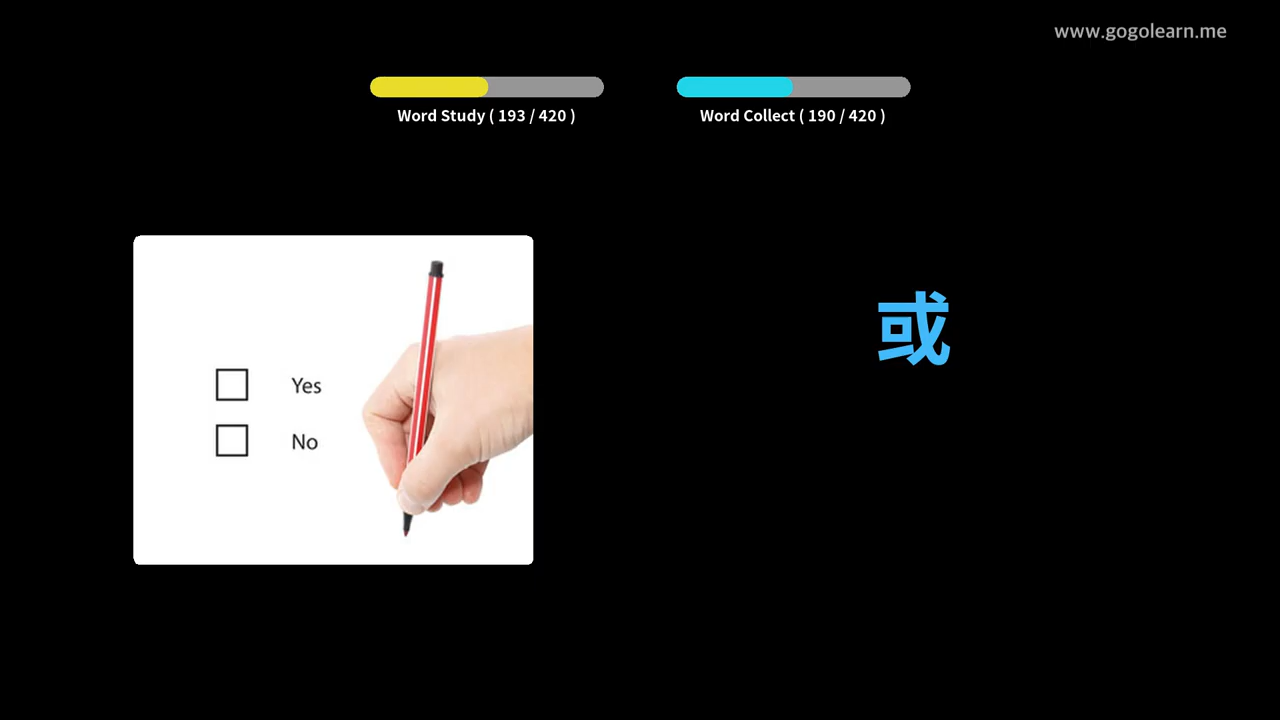 www.gogolearn.me
Word Study ( 193 / 420 )
Word Collect ( 190 / 420 )
或
Yes
No